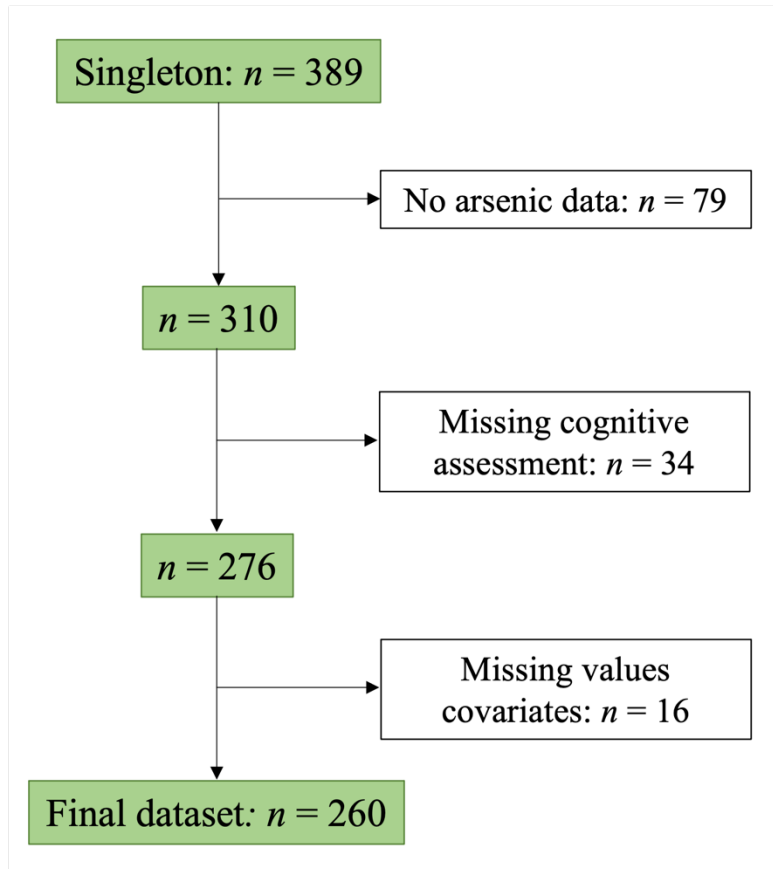 Singleton: n = 389
No arsenic data: n = 79
n = 310
Missing cognitive
assessment: n = 34
n = 276
Missing values
covariates: n = 16
Final dataset: n = 260